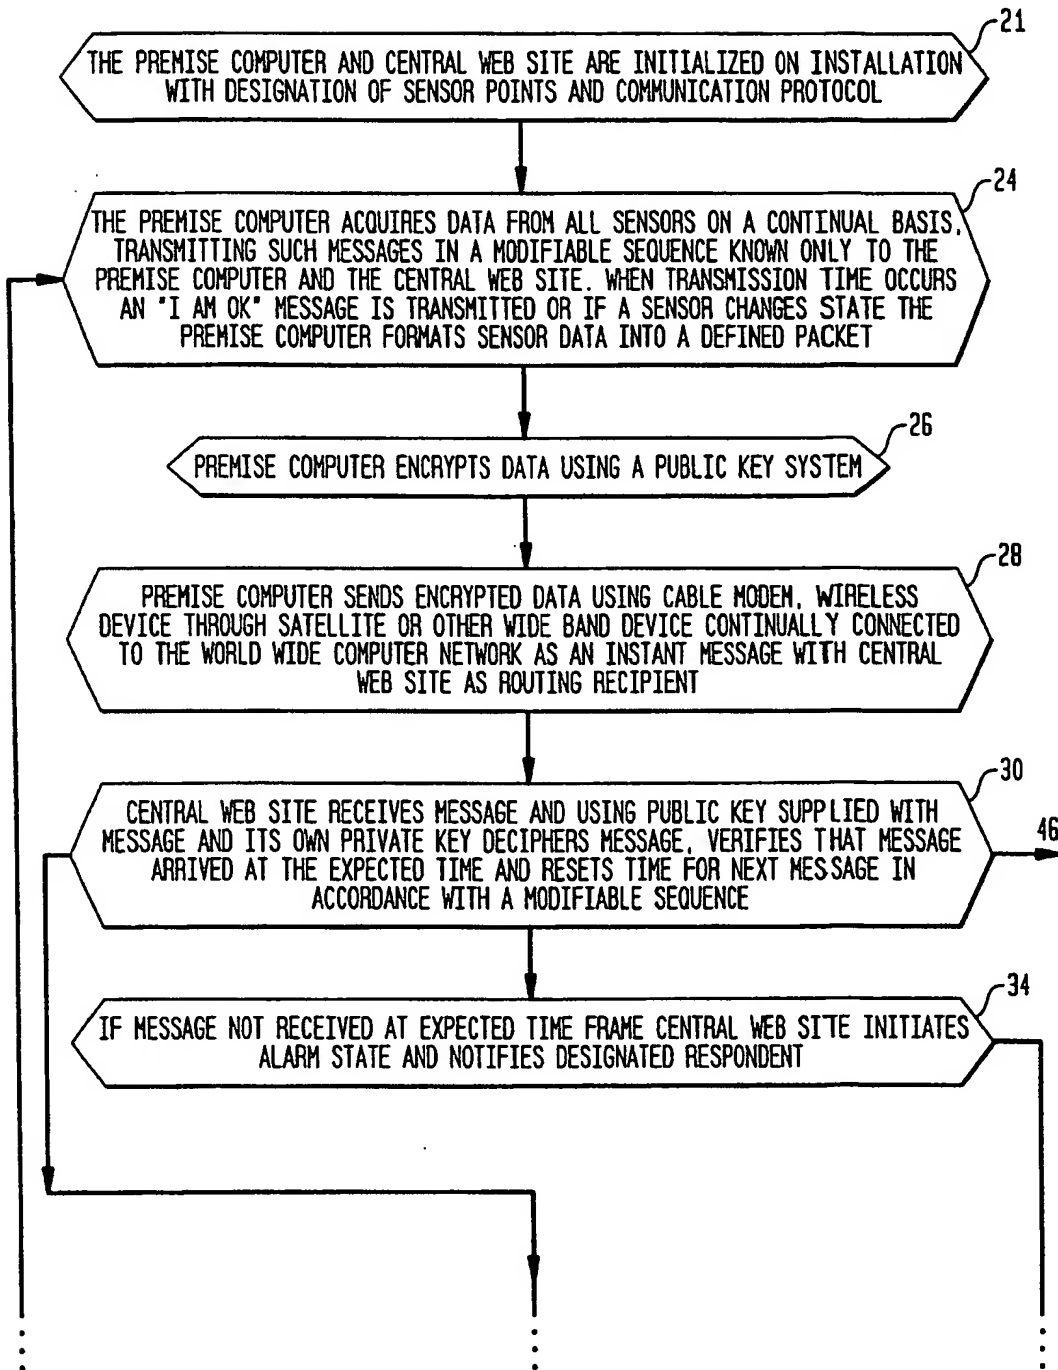 21
THE PREMISE COMPUTER AND CENTRAL WEB SITE ARE INITIALIZED ON INSTALLATION
WITH DESIGNATION OF SENSOR POINTS AND COMMUNICATION PROTOCOL
24
THE PREMISE COMPUTER ACQUIRES DATA FROM ALL SENSORS ON A CONTINUAL BASIS,
TRANSMITTING SUCH MESSAGES IN A MODIFIABLE SEQUENCE KNOWN ONLY TO THE
PREMISE COMPUTER AND THE CENTRAL WEB SITE. WHEN TRANSMISSION TIME OCCURS
AN "I AM OK" MESSAGE IS TRANSMITTED OR IF A SENSOR CHANGES STATE THE
PREMISE COMPUTER FORMATS SENSOR DATA INTO A DEFINED PACKET
26
PREMISE COMPUTER ENCRYPTS DATA USING A PUBLIC KEY SYSTEM
28
PREMISE COMPUTER SENDS ENCRYPTED DATA USING CABLE MODEM, WIRELESS
DEVICE THROUGH SATELLITE OR OTHER WIDE BAND DEVICE CONTINUALLY CONNECTED
TO THE WORLD WIDE COMPUTER NETWORK AS AN INSTANT MESSAGE WITH CENTRAL
WEB SITE AS ROUTING RECIPIENT
30
CENTRAL WEB SITE RECEIVES MESSAGE AND USING PUBLIC KEY SUPPLIED WITH
MESSAGE AND ITS OWN PRIVATE KEY DECIPHERS MESSAGE, VERIFIES THAT MESSAGE
ARRIVED AT THE EXPECTED TIME AND RESETS TIME FOR NEXT MESSAGE IN
ACCORDANCE WITH A MODIFIABLE SEQUENCE
46
34
IF MESSAGE NOT RECEIVED AT EXPECTED TIME FRAME CENTRAL WEB SITE INITIATES
ALARM STATE AND NOTIFIES DESIGNATED RESPONDENT